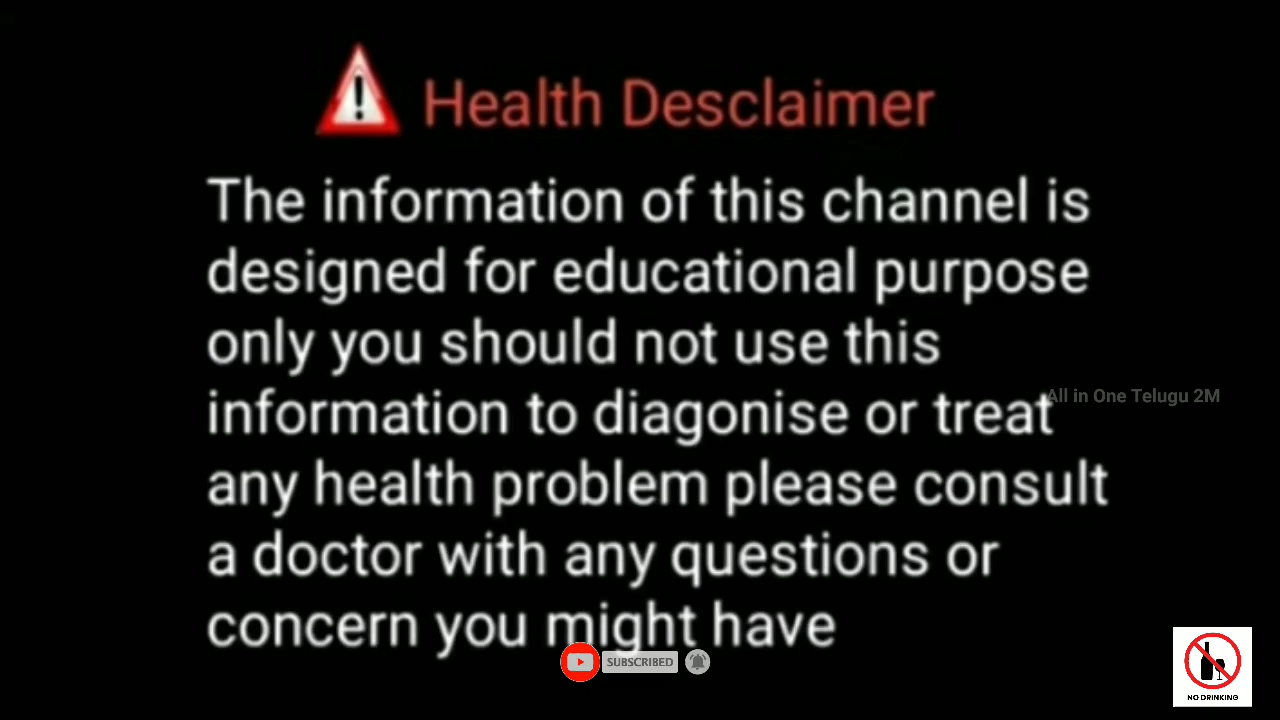 Health Desclaimer
The information of this channel is
designed for educational purpose
only you should not use this
information to diagonise or treat
All in One Telugu 2M
any health problem please consult
a doctor with any questions or
concern you might have
SUBSCRIBED
NO DRINKING